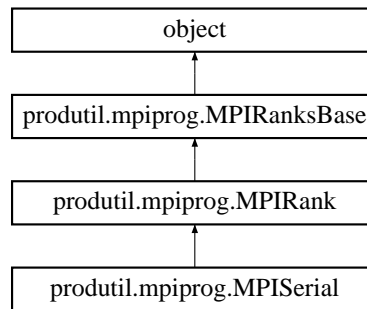 object
produtil.mpiprog.MPIRanksBase
produtil.mpiprog.MPIRank
produtil.mpiprog.MPISerial